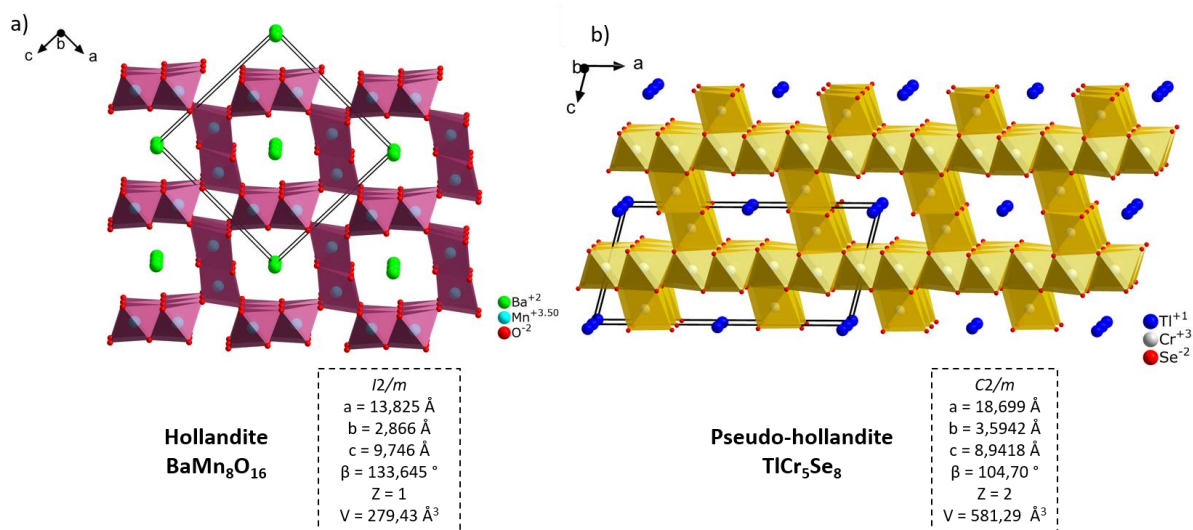 a)
b
c
a
Ba+2
Mn+3.50
O-2
Hollandite
BaMn8O16
I2/m
a = 13,825 Å
b = 2,866 Å
c = 9,746 Å
β = 133,645 °
Z = 1
V = 279,43 Å3
b)
b
a
c
Tl+1
Cr+3
Se-2
Pseudo-hollandite
TlCr5Se8
C2/m
a = 18,699 Å
b = 3,5942 Å
c = 8,9418 Å
β = 104,70 °
Z = 2
V = 581,29 Å3